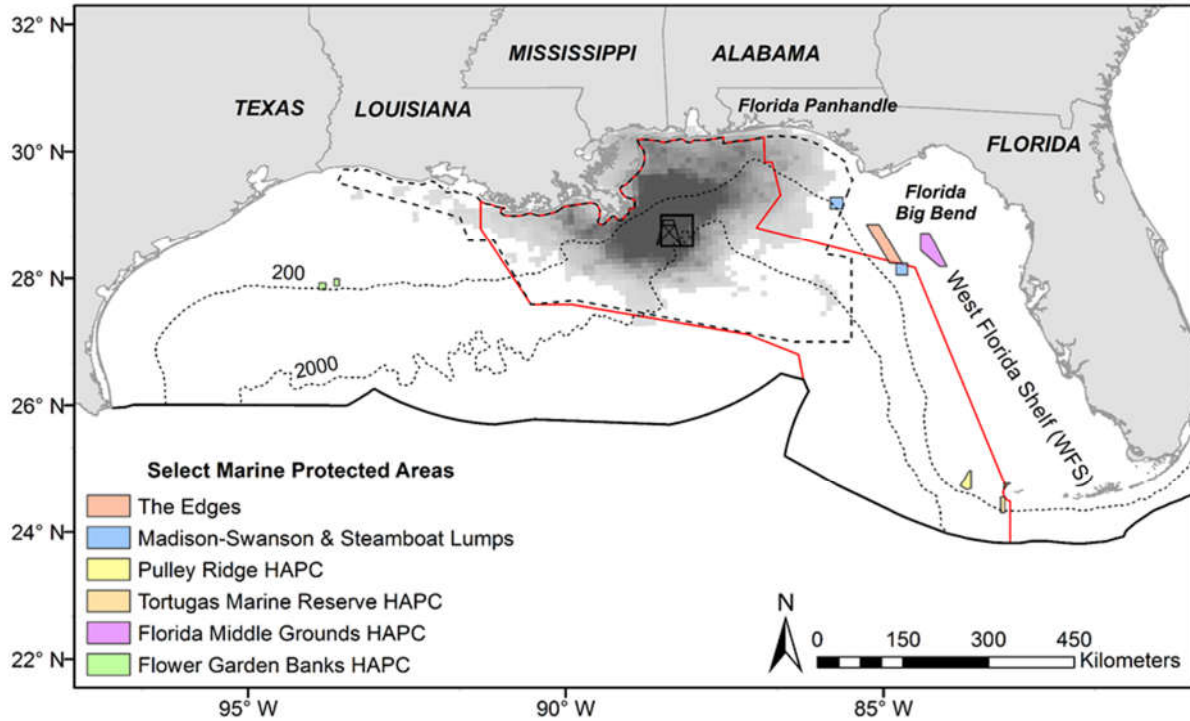 32° N
30° N
28° N
26° N
24° N
22° N
MISSISSIPPI
ALABAMA
TEXAS
LOUISIANA
Florida Panhandle
FLORIDA
Florida
Big Bend
West Florida Shelf (WFS)
200
2000
Select Marine Protected Areas
The Edges
Madison-Swanson & Steamboat Lumps
Pulley Ridge HAPC
Tortugas Marine Reserve HAPC
Florida Middle Grounds HAPC
Flower Garden Banks HAPC
N
0 150 300 450
Kilometers
95° W
90° W
85° W